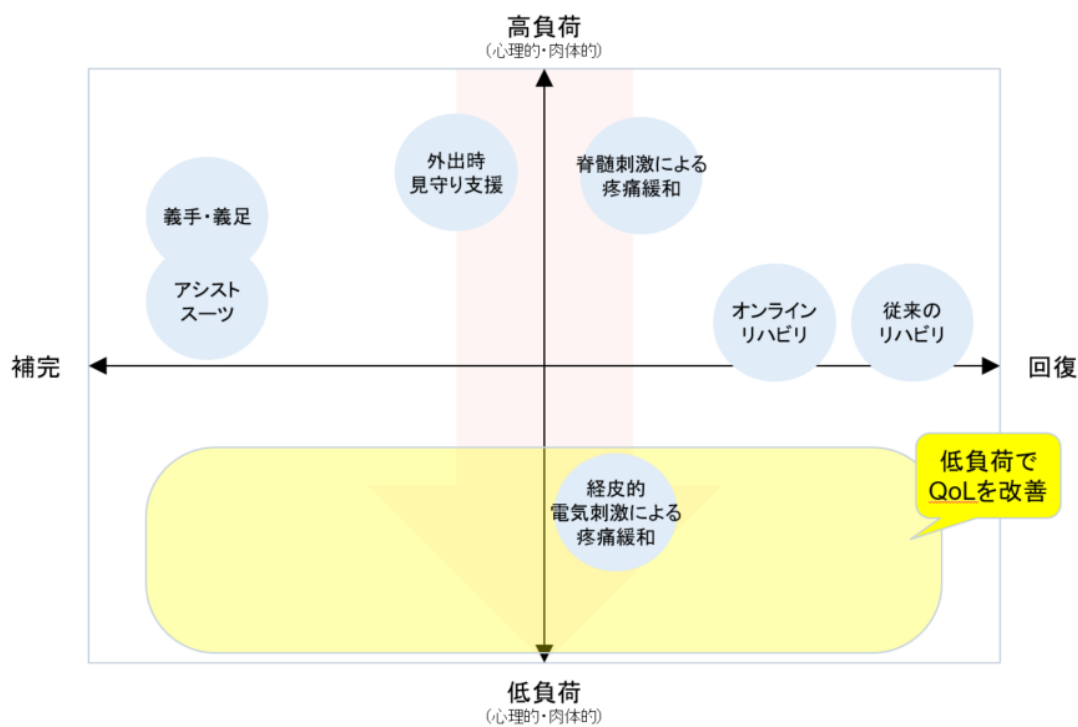 高負荷
（心理的・肉体的）
外出時
見守り支援
脊髄刺激による
疼痛緩和
義手・義足
アシスト
スーツ
オンライン
リハビリ
従来の
リハビリ
補完
回復
低負荷で
QoLを改善
経皮的
電気刺激による
疼痛緩和
低負荷
（心理的・肉体的）